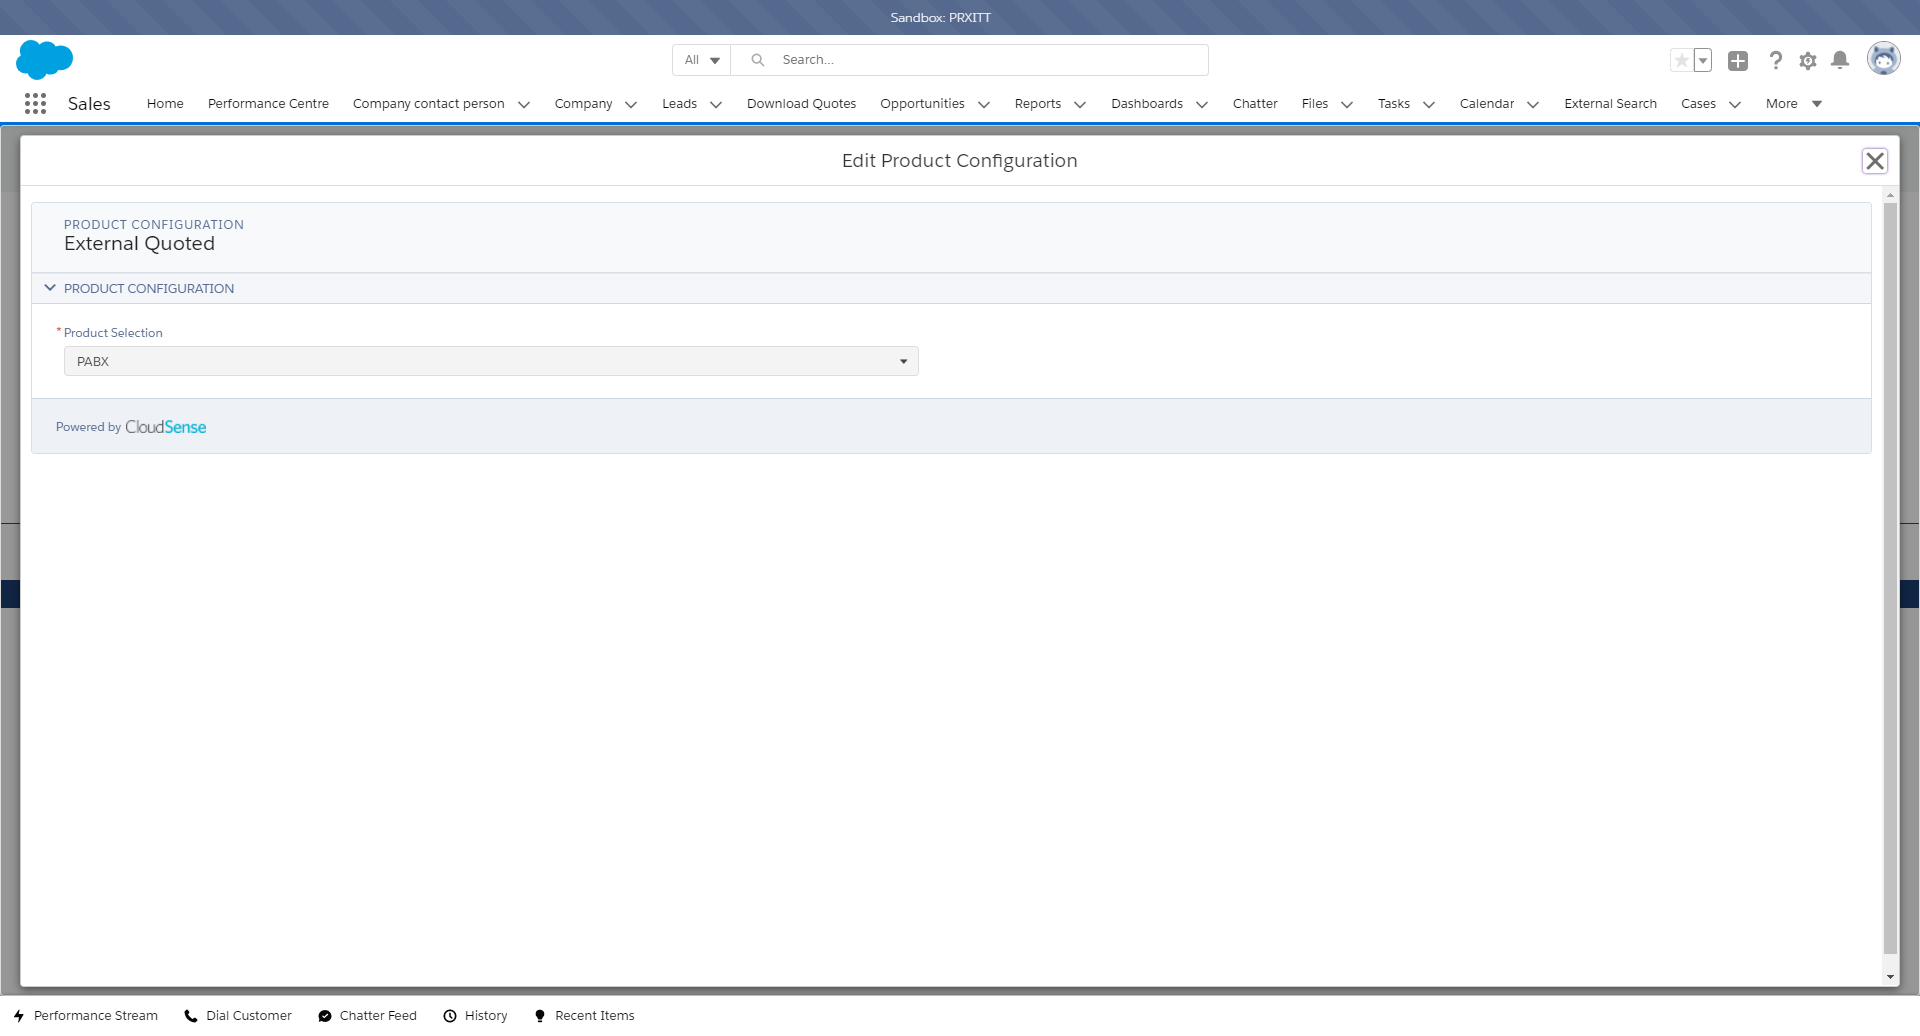 Sandbox: PRXITT
All
Search...
Sales
Home
Performance Centre
Company contact person
Company
Leads
Download Quotes
Opportunities
Reports
Dashboards
Chatter
Files
Tasks
Calendar
External Search
Cases
More
Edit Product Configuration
PRODUCT CONFIGURATION
External Quoted
PRODUCT CONFIGURATION
* Product Selection
PABX
Powered by CloudSense
Performance Stream
Dial Customer
Chatter Feed
History
Recent Items